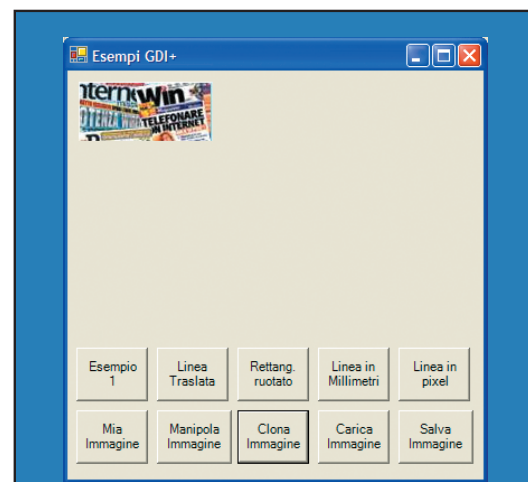 Esempi GDI+
Win
TELEFONARE
IN INTERNET
Esempio
1
Linea
Traslata
Rettang.
ruotato
Linea in
Millimetri
Linea in
pixel
Mia
Immagine
Manipola
Immagine
Clona
Immagine
Carica
Immagine
Salva
Immagine